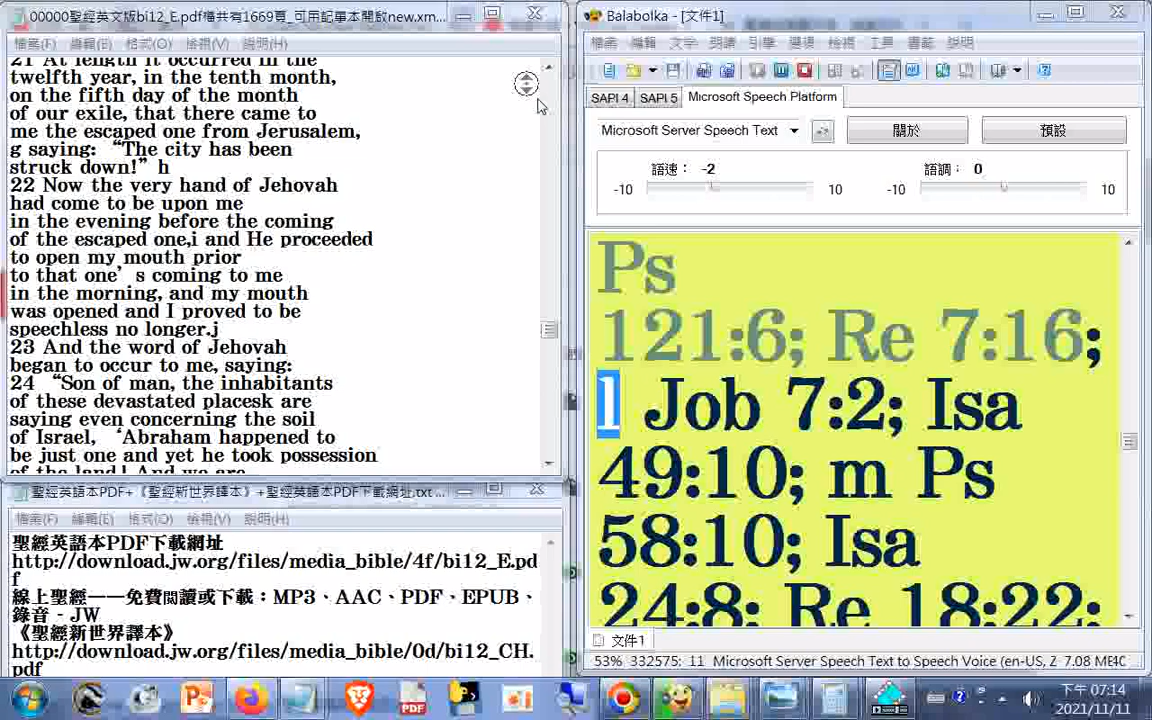 00000聖經英文版bi12_E.pdf檔共有1669頁_可用記事本開啟new.xm...
檔案(F) 編輯(E) 格式(O) 檢視(V) 說明(H)
21 At length it occurred in the
twelfth year, in the tenth month,
on the fifth day of the month
of our exile, that there came to
me the escaped one from Jerusalem,
g saying: “The city has been
struck down!” h
22 Now the very hand of Jehovah
had come to be upon me
in the evening before the coming
of the escaped one,i and He proceeded
to open my mouth prior
to that one’s coming to me
in the morning, and my mouth
was opened and I proved to be
speechless no longer.j
23 And the word of Jehovah
began to occur to me, saying:
24 “Son of man, the inhabitants
of these devastated placesk are
saying even concerning the soil
of Israel, ‘Abraham happened to
be just one and yet he took possession
of the land.l And we are
聖經英語本PDF+《聖經新世界譯本》+聖經英語本PDF下載網址.txt ...
檔案(F) 編輯(E) 格式(O) 檢視(V) 說明(H)
聖經英語本PDF下載網址
http://download.jw.org/files/media_bible/4f/bi12_E.pd
f
線上聖經——免費閱讀或下載：MP3、AAC、PDF、EPUB、
錄音 - JW
《聖經新世界譯本》
http://download.jw.org/files/media_bible/0d/bi12_CH.
pdf
Balabolka - [文件1]
檔案 編輯 文字 朗讀 引擎 選項 檢視 工具 書籤 說明
SAPI 4 SAPI 5 Microsoft Speech Platform
Microsoft Server Speech Text 關於 預設
語速： -2 語調： 0
-10 10 -10 10
Ps
121:6; Re 7:16;
l Job 7:2; Isa
49:10; m Ps
58:10; Isa
24:8; Re 18:22;
文件1
53% 332575: 11 Microsoft Server Speech Text to Speech Voice (en-US, Z 7.08 ME
PDF
下午 07:14
2021/11/11